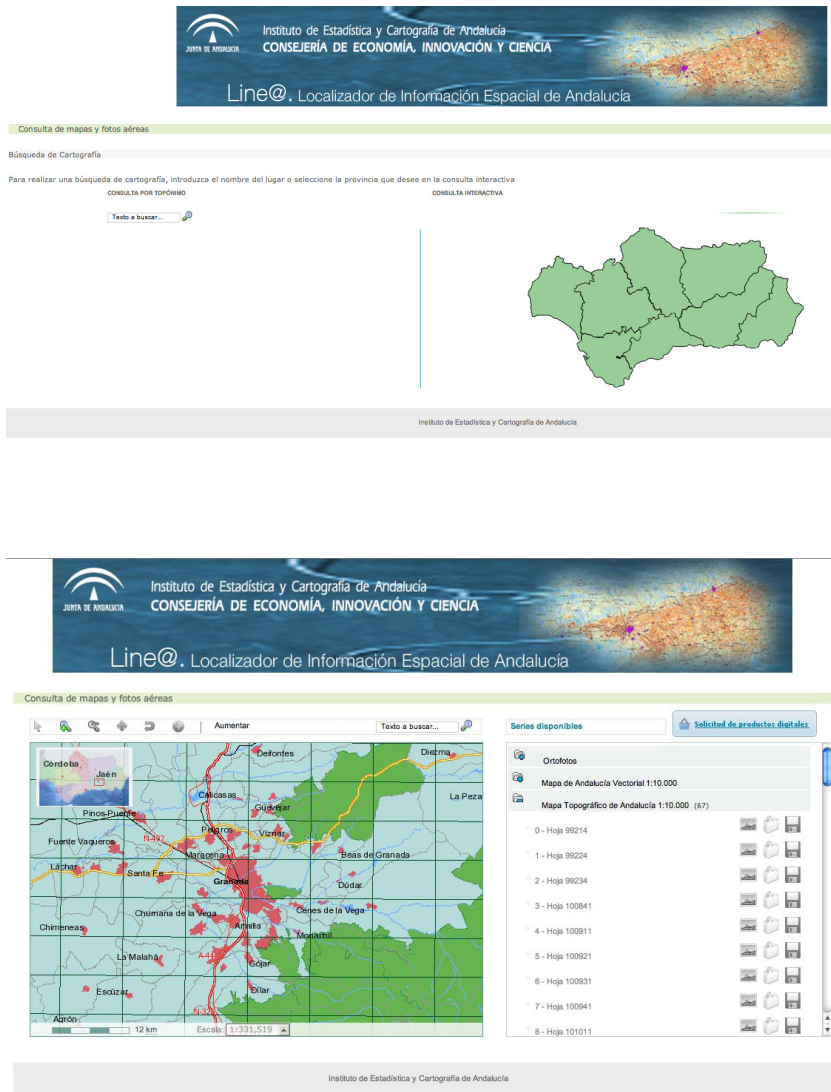 JUNTA DE ANDALUCIA
Instituto de Estadística y Cartografía de Andalucía
CONSEJERÍA DE ECONOMÍA, INNOVACIÓN Y CIENCIA
Line@. Localizador de Información Espacial de Andalucía
Consulta de mapas y fotos aéreas
Búsqueda de Cartografía
Para realizar una búsqueda de cartografía, introduzca el nombre del lugar o seleccione la provincia que desee en la consulta interactiva
CONSULTA POR TOPÓNIMO
CONSULTA INTERACTIVA
Texto a buscar...
Instituto de Estadística y Cartografía de Andalucía
JUNTA DE ANDALUCIA
Instituto de Estadística y Cartografía de Andalucía
CONSEJERÍA DE ECONOMÍA, INNOVACIÓN Y CIENCIA
Line@. Localizador de Información Espacial de Andalucía
Consulta de mapas y fotos aéreas
Aumentar
Texto a buscar...
Series disponibles
Solicitud de productos digitales
Córdoba
Jaén
Deifontes
Diezma
Calicasas
La Peza
Güevéjar
Pinos-Puente
Peligros
Víznar
Fuente Vaqueros
N-432
Maracena
Beas de Granada
Láchar
Santa Fe
Granada
Dúdar
Churriana de la Vega
Cenes de la Vega
Chimeneas
Armilla
Monachil
La Malahá
A-44
Gójar
Escúzar
Dílar
N-323
Agrón
12 km
Escala: 1:331,519
Ortofotos
Mapa de Andalucía Vectorial 1:10.000
Mapa Topográfico de Andalucía 1:10.000 (67)
0 - Hoja 99214
1 - Hoja 99224
2 - Hoja 99234
3 - Hoja 100841
4 - Hoja 100911
5 - Hoja 100921
6 - Hoja 100931
7 - Hoja 100941
8 - Hoja 101011
Instituto de Estadística y Cartografía de Andalucía